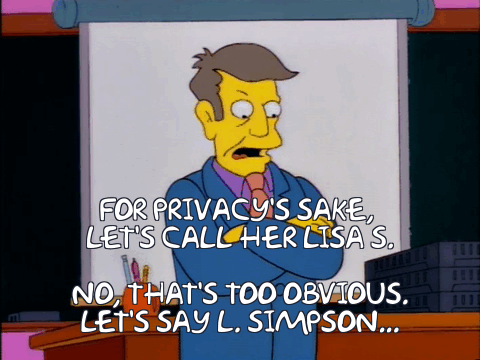 FOR PRIVACY'S SAKE,
LET'S CALL HER LISA S.
NO, THAT'S TOO OBVIOUS.
LET'S SAY L. SIMPSON...